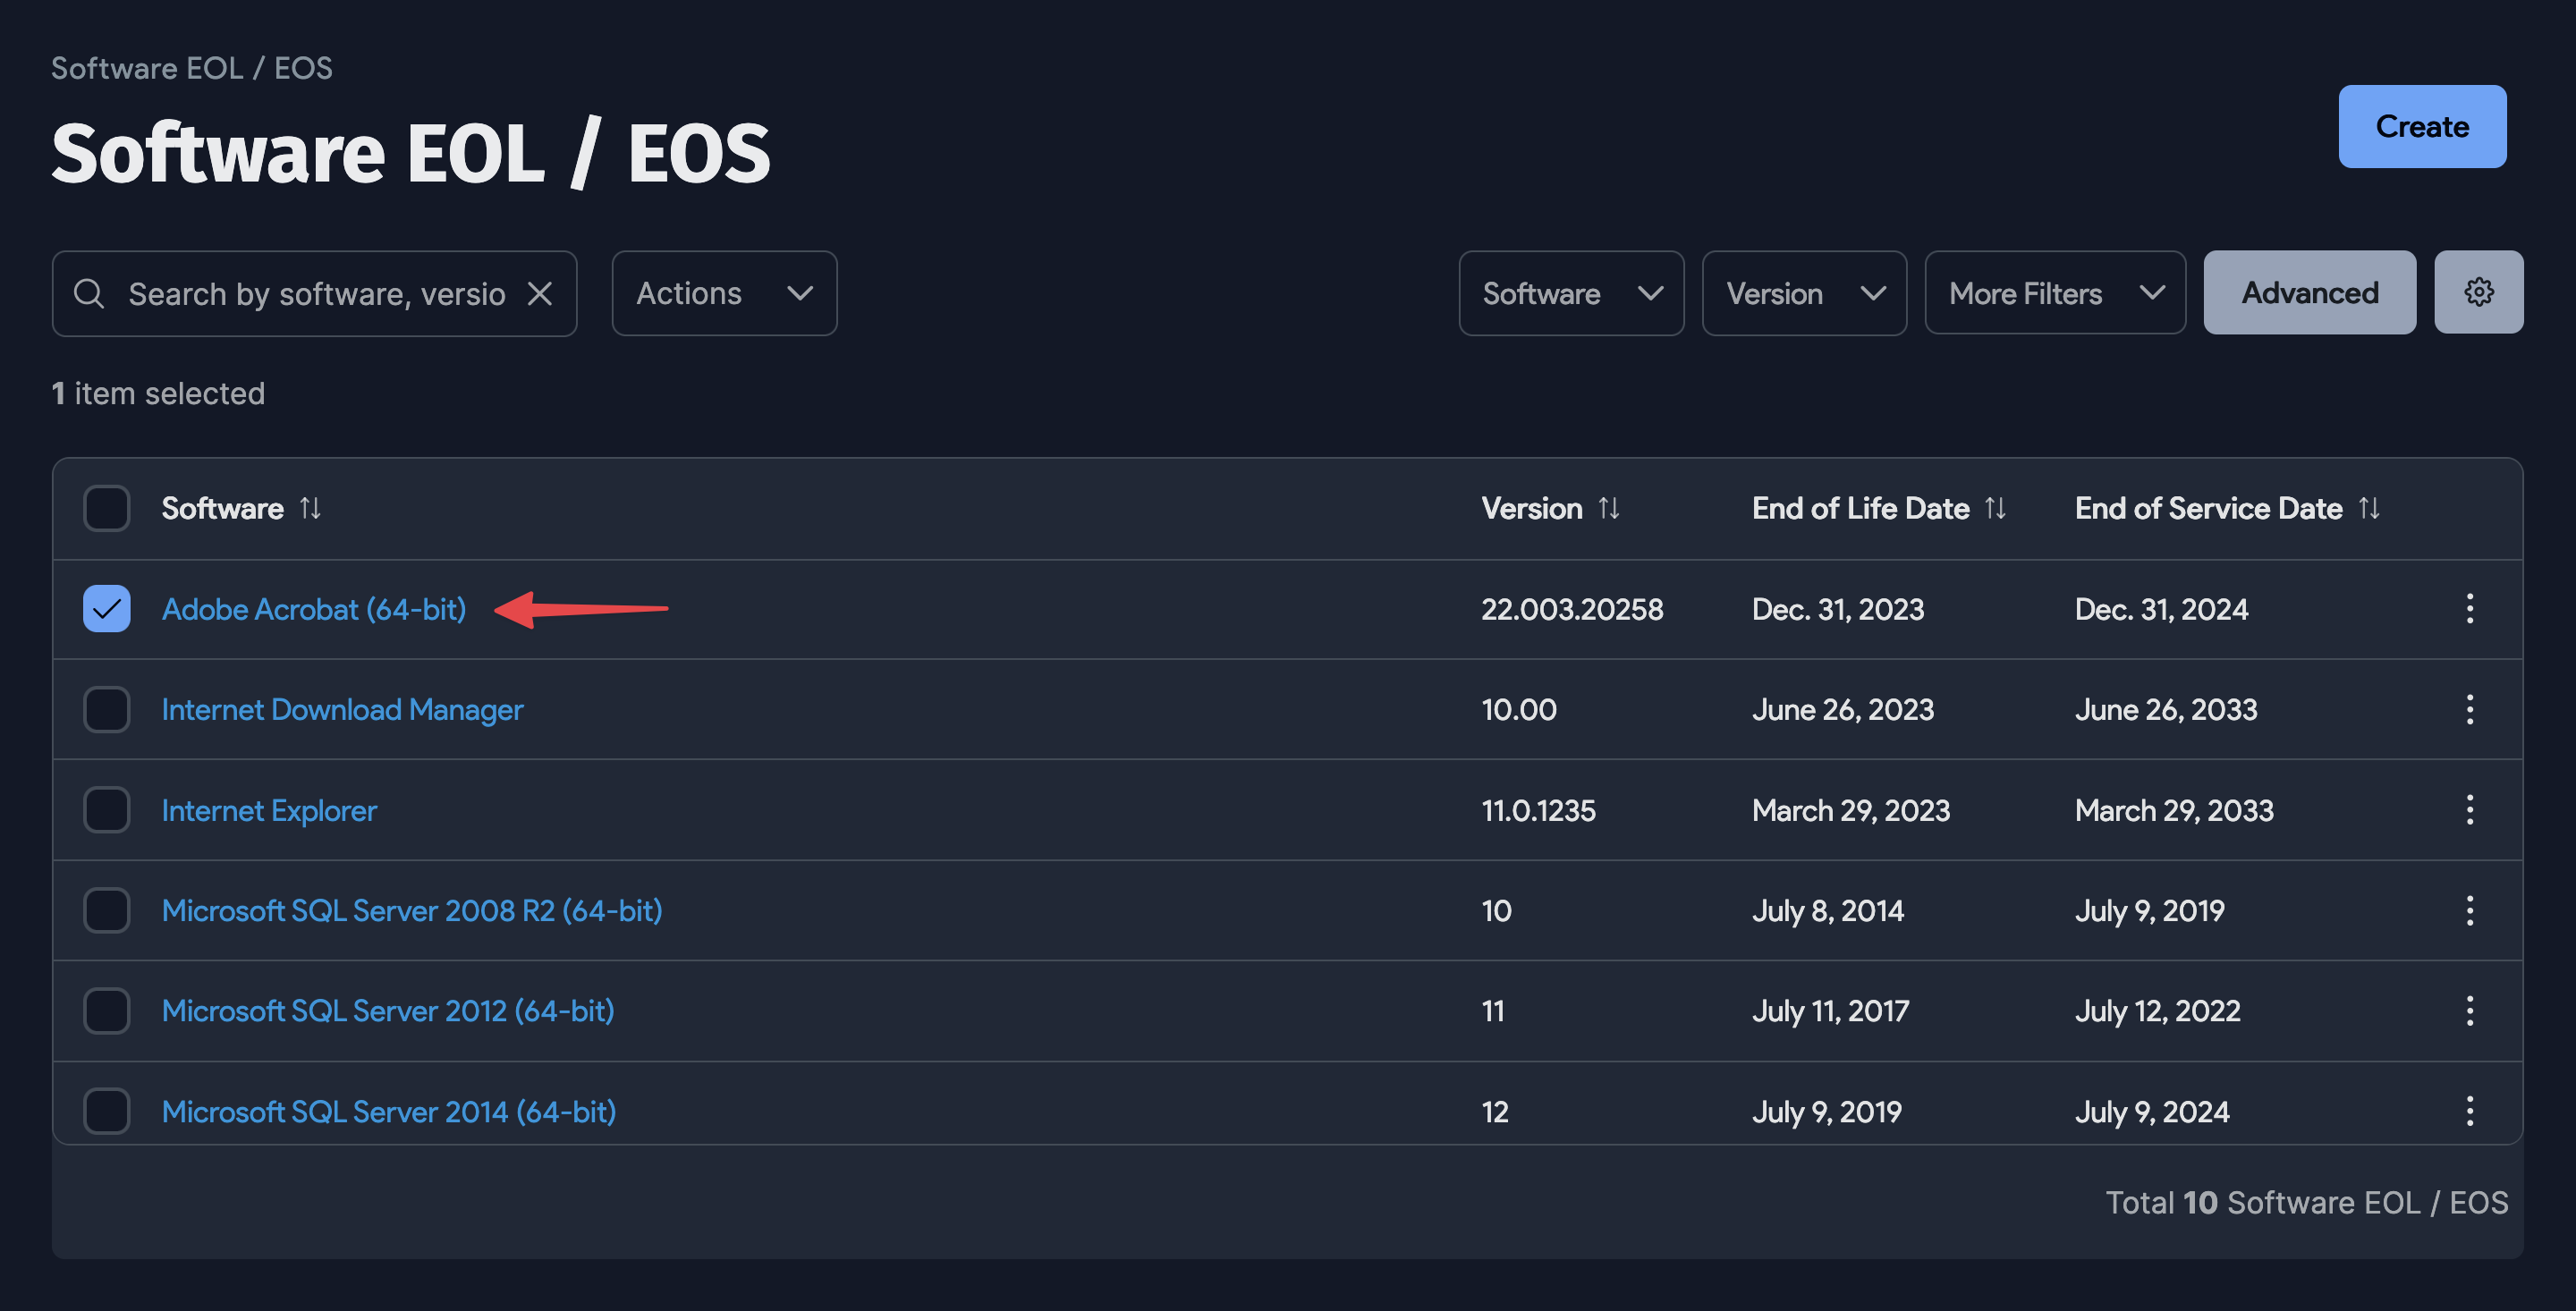 Software EOL / EOS
Software EOL / EOS
Create
Search by software, versio
Actions
Software
Version
More Filters
Advanced
1 item selected
Software Version End of Life Date End of Service Date
Adobe Acrobat (64-bit) 22.003.20258 Dec. 31, 2023 Dec. 31, 2024
Internet Download Manager 10.00 June 26, 2023 June 26, 2033
Internet Explorer 11.0.1235 March 29, 2023 March 29, 2033
Microsoft SQL Server 2008 R2 (64-bit) 10 July 8, 2014 July 9, 2019
Microsoft SQL Server 2012 (64-bit) 11 July 11, 2017 July 12, 2022
Microsoft SQL Server 2014 (64-bit) 12 July 9, 2019 July 9, 2024
Total 10 Software EOL / EOS